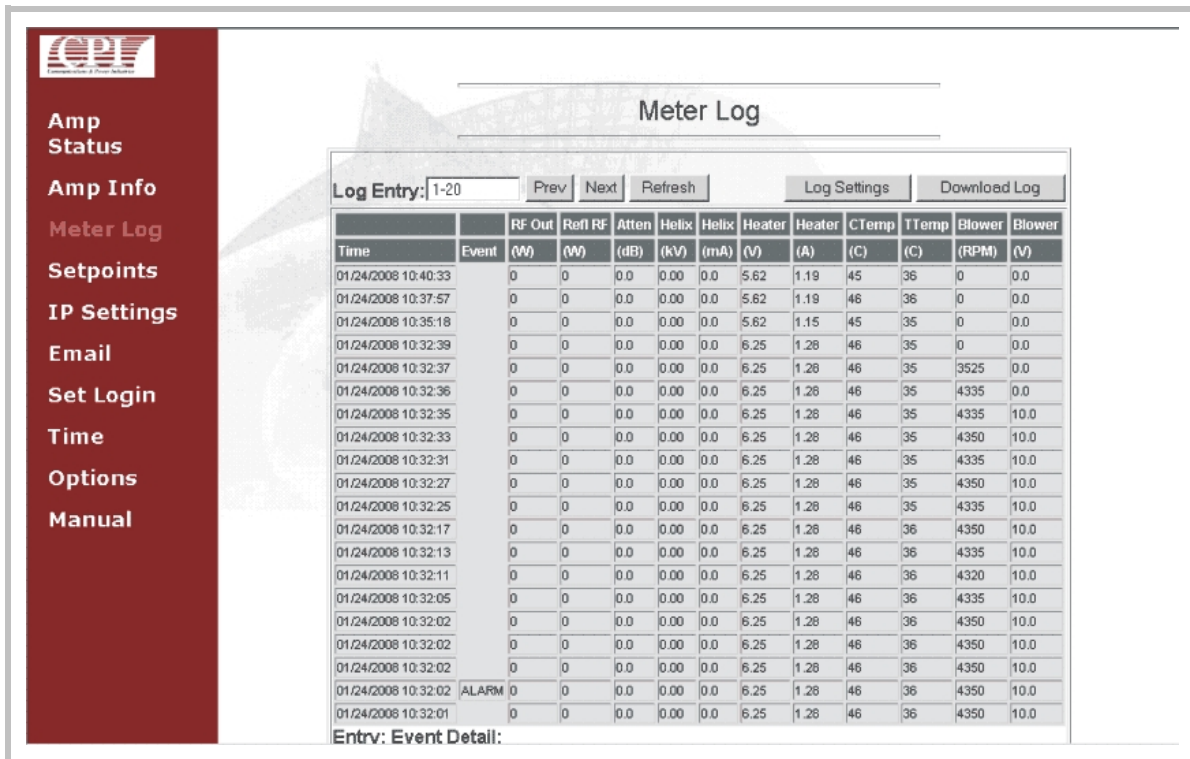 CPI
Communications & Power Industries
Amp
Status
Amp Info
Meter Log
Setpoints
IP Settings
Email
Set Login
Time
Options
Manual
Meter Log
Log Entry: 1-20 Prev Next Refresh Log Settings Download Log
RF Out Refl RF Atten Helix Helix Heater Heater CTemp TTemp Blower Blower
Time Event (W) (W) (dB) (kV) (mA) (V) (A) (C) (C) (RPM) (V)
01/24/2008 10:40:33 0 0 0.0 0.00 0.0 5.62 1.19 45 36 0 0.0
01/24/2008 10:37:57 0 0 0.0 0.00 0.0 5.62 1.19 46 36 0 0.0
01/24/2008 10:35:18 0 0 0.0 0.00 0.0 5.62 1.15 45 35 0 0.0
01/24/2008 10:32:39 0 0 0.0 0.00 0.0 6.25 1.28 46 35 0 0.0
01/24/2008 10:32:37 0 0 0.0 0.00 0.0 6.25 1.28 46 35 3525 0.0
01/24/2008 10:32:36 0 0 0.0 0.00 0.0 6.25 1.28 46 35 4335 0.0
01/24/2008 10:32:35 0 0 0.0 0.00 0.0 6.25 1.28 46 35 4335 10.0
01/24/2008 10:32:33 0 0 0.0 0.00 0.0 6.25 1.28 46 35 4350 10.0
01/24/2008 10:32:31 0 0 0.0 0.00 0.0 6.25 1.28 46 35 4335 10.0
01/24/2008 10:32:27 0 0 0.0 0.00 0.0 6.25 1.28 46 35 4350 10.0
01/24/2008 10:32:25 0 0 0.0 0.00 0.0 6.25 1.28 46 35 4335 10.0
01/24/2008 10:32:17 0 0 0.0 0.00 0.0 6.25 1.28 46 36 4350 10.0
01/24/2008 10:32:13 0 0 0.0 0.00 0.0 6.25 1.28 46 36 4335 10.0
01/24/2008 10:32:11 0 0 0.0 0.00 0.0 6.25 1.28 46 36 4320 10.0
01/24/2008 10:32:05 0 0 0.0 0.00 0.0 6.25 1.28 46 36 4335 10.0
01/24/2008 10:32:02 0 0 0.0 0.00 0.0 6.25 1.28 46 36 4350 10.0
01/24/2008 10:32:02 0 0 0.0 0.00 0.0 6.25 1.28 46 36 4350 10.0
01/24/2008 10:32:02 0 0 0.0 0.00 0.0 6.25 1.28 46 36 4350 10.0
01/24/2008 10:32:02 ALARM 0 0 0.0 0.00 0.0 6.25 1.28 46 36 4350 10.0
01/24/2008 10:32:01 0 0 0.0 0.00 0.0 6.25 1.28 46 36 4350 10.0
Entry: Event Detail: